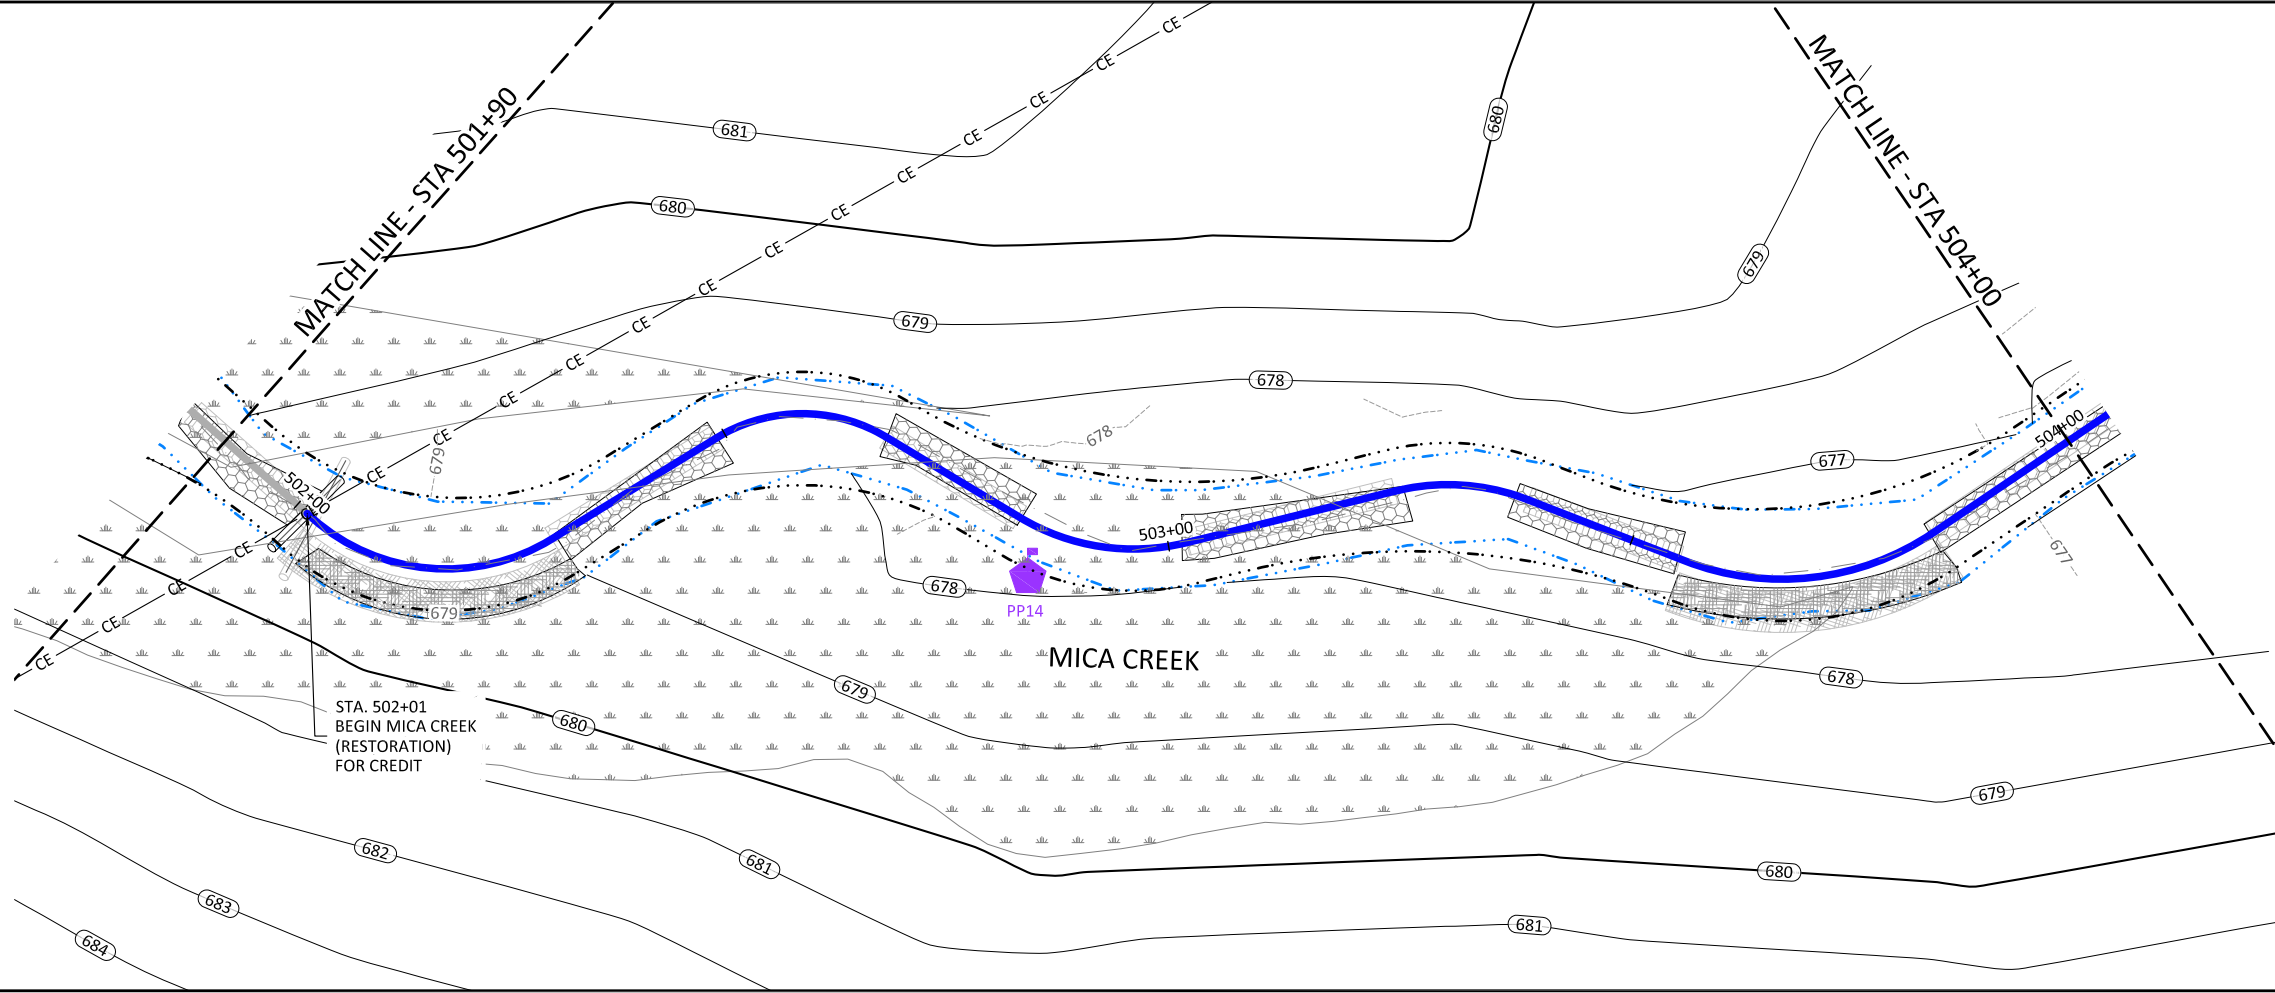 CE
CE
MATCH LINE - STA 501+90
MATCH LINE - STA 504+00
681
CE
680
CE
CE
680
CE
CE
679
CE
679
CE
CE
678
CE
CE
678
679
677
CE
504+00
502+00
503+00
CE
677
CE
678
679
PP14
CE
MICA CREEK
CE
678
679
STA. 502+01
BEGIN MICA CREEK
(RESTORATION)
FOR CREDIT
680
679
682
681
680
683
681
684